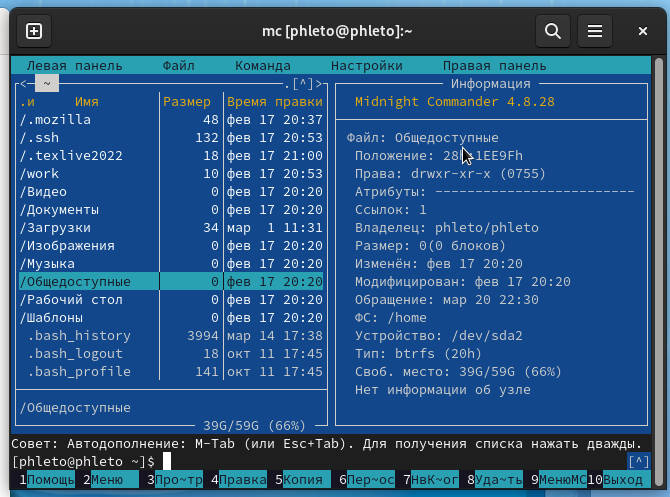 mc [phleto@phleto]:~
Левая панель Файл Команда Настройки Правая панель
<— ~ .[^]> Информация
.и Имя Размер Время правки Midnight Commander 4.8.28
/.mozilla 48 фев 17 20:37
/.ssh 132 фев 17 20:53 Файл: Общедоступные
/.texlive2022 18 фев 17 21:00 Положение:
/work 10 фев 17 20:53 Права: drwxr-xr-x (0755)
/Видео 0 фев 17 20:20 Атрибуты: -------------------------
/Документы 0 фев 17 20:20 Ссылок: 1
/Загрузки 34 мар 1 11:31 Владелец: phleto/phleto
/Изображения 0 фев 17 20:20 Размер: 0(0 блоков)
/Музыка 0 фев 17 20:20 Изменён: фев 17 20:20
/Общедоступные 0 фев 17 20:20 Модифицирован: фев 17 20:20
/Рабочий стол 0 фев 17 20:20 Обращение: мар 20 22:30
/Шаблоны 0 фев 17 20:20 ФС: /home
.bash_history 3994 мар 14 17:38 Устройство: /dev/sda2
.bash_logout 18 окт 11 17:45 Тип: btrfs (20h)
.bash_profile 141 окт 11 17:45 Своб. место: 39G/59G (66%)
Нет информации об узле
/Общедоступные
39G/59G (66%)
Совет: Автодополнение: M-Tab (или Esc+Tab). Для получения списка нажать дважды.
[phleto@phleto ~]$ [^]
1Помощь 2Меню 3Про~тр 4Правка 5Копия 6Пер~ос 7НвК~ог 8Уда~ть 9МенюMC 10Выход